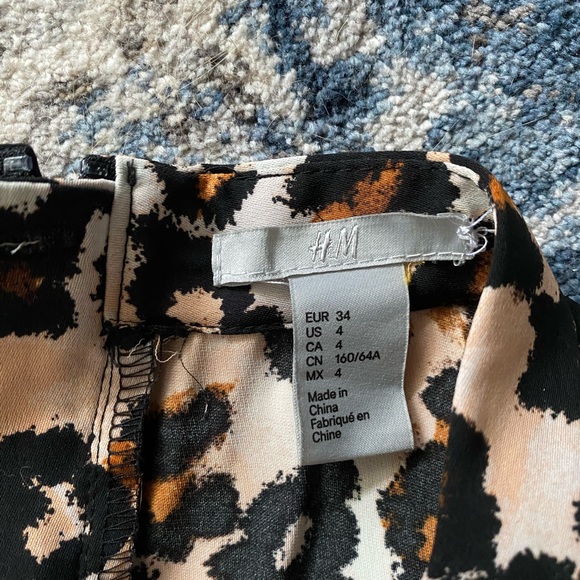 H&M
EUR 34
US 4
CA 4
CN 160/64A
MX 4
Made in
China
Fabriqué en
Chine